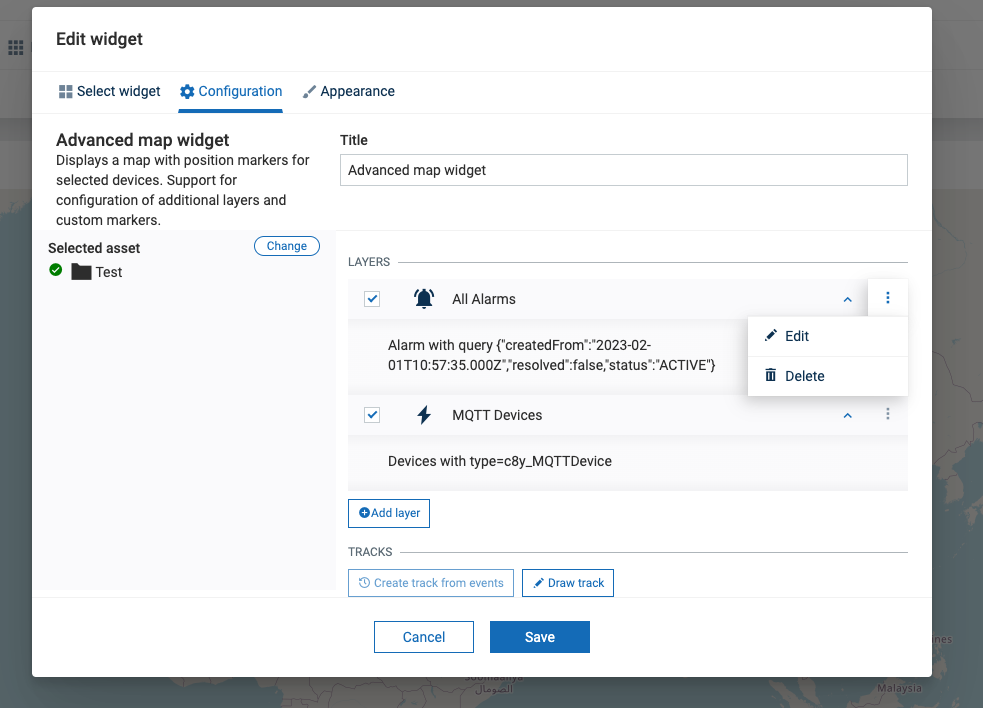 Edit widget
Select widget
Configuration
Appearance
Advanced map widget
Displays a map with position markers for
selected devices. Support for
configuration of additional layers and
custom markers.
Selected asset
Change
Test
Title
Advanced map widget
LAYERS
All Alarms
Edit
Delete
Alarm with query {"createdFrom":"2023-02-
01T10:57:35.000Z","resolved":false,"status":"ACTIVE"}
MQTT Devices
Devices with type=c8y_MQTTDevice
Add layer
TRACKS
Create track from events
Draw track
Cancel
Save
ines
الصومال
Malaysia